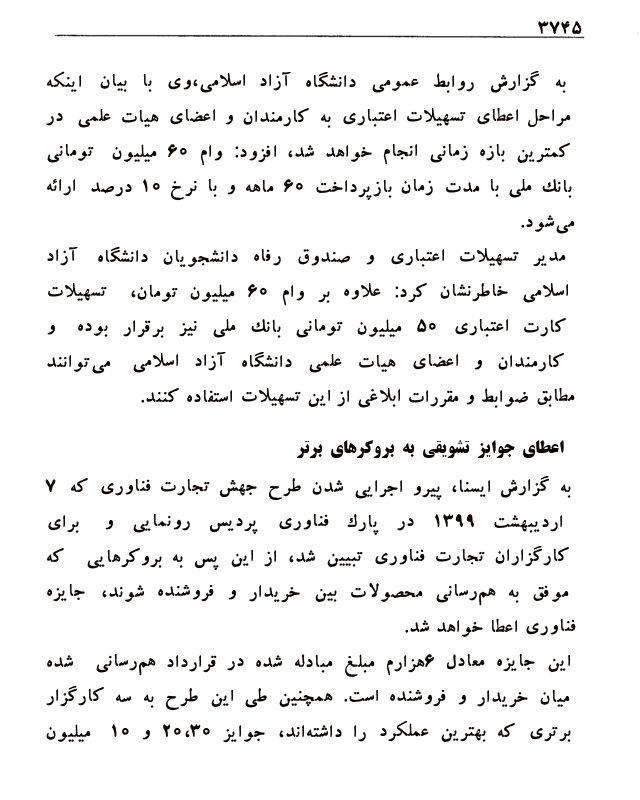 ۳۷۴۵
به گزارش روابط عمومی دانشگاه آزاد اسلامی،وی با بیان اینکه
مراحل اعطای تسهیلات اعتباری به کارمندان و اعضای هیات علمی در
کمترین بازه زمانی انجام خواهد شد، افزود: وام ۶۰ میلیون تومانی
بانك ملی با مدت زمان بازپرداخت ۶۰ ماهه و با نرخ ۱۰ درصد ارائه
می‌شود.
مدیر تسهیلات اعتباری و صندوق رفاه دانشجویان دانشگاه آزاد
اسلامی خاطرنشان کرد: علاوه بر وام ۶۰ میلیون تومان، تسهیلات
کارت اعتباری ۵۰ میلیون تومانی بانك ملی نیز برقرار بوده و
کارمندان و اعضای هیات علمی دانشگاه آزاد اسلامی می‌توانند
مطابق ضوابط و مقررات ابلاغی از این تسهیلات استفاده کنند.
اعطای جوایز تشویقی به بروکرهای برتر
به گزارش ایسنا، پیرو اجرایی شدن طرح جهش تجارت فناوری که ۷
اردیبهشت ۱۳۹۹ در پارك فناوری پردیس رونمایی و برای
کارگزاران تجارت فناوری تبیین شد، از این پس به بروکرهایی که
موفق به هم‌رسانی محصولات بین خریدار و فروشنده شوند، جایزه
فناوری اعطا خواهد شد.
این جایزه معادل ۶هزارم مبلغ مبادله شده در قرارداد هم‌رسانی شده
میان خریدار و فروشنده است. همچنین طی این طرح به سه کارگزار
برتری که بهترین عملکرد را داشته‌اند، جوایز ۲۰،۳۰ و ۱۰ میلیون